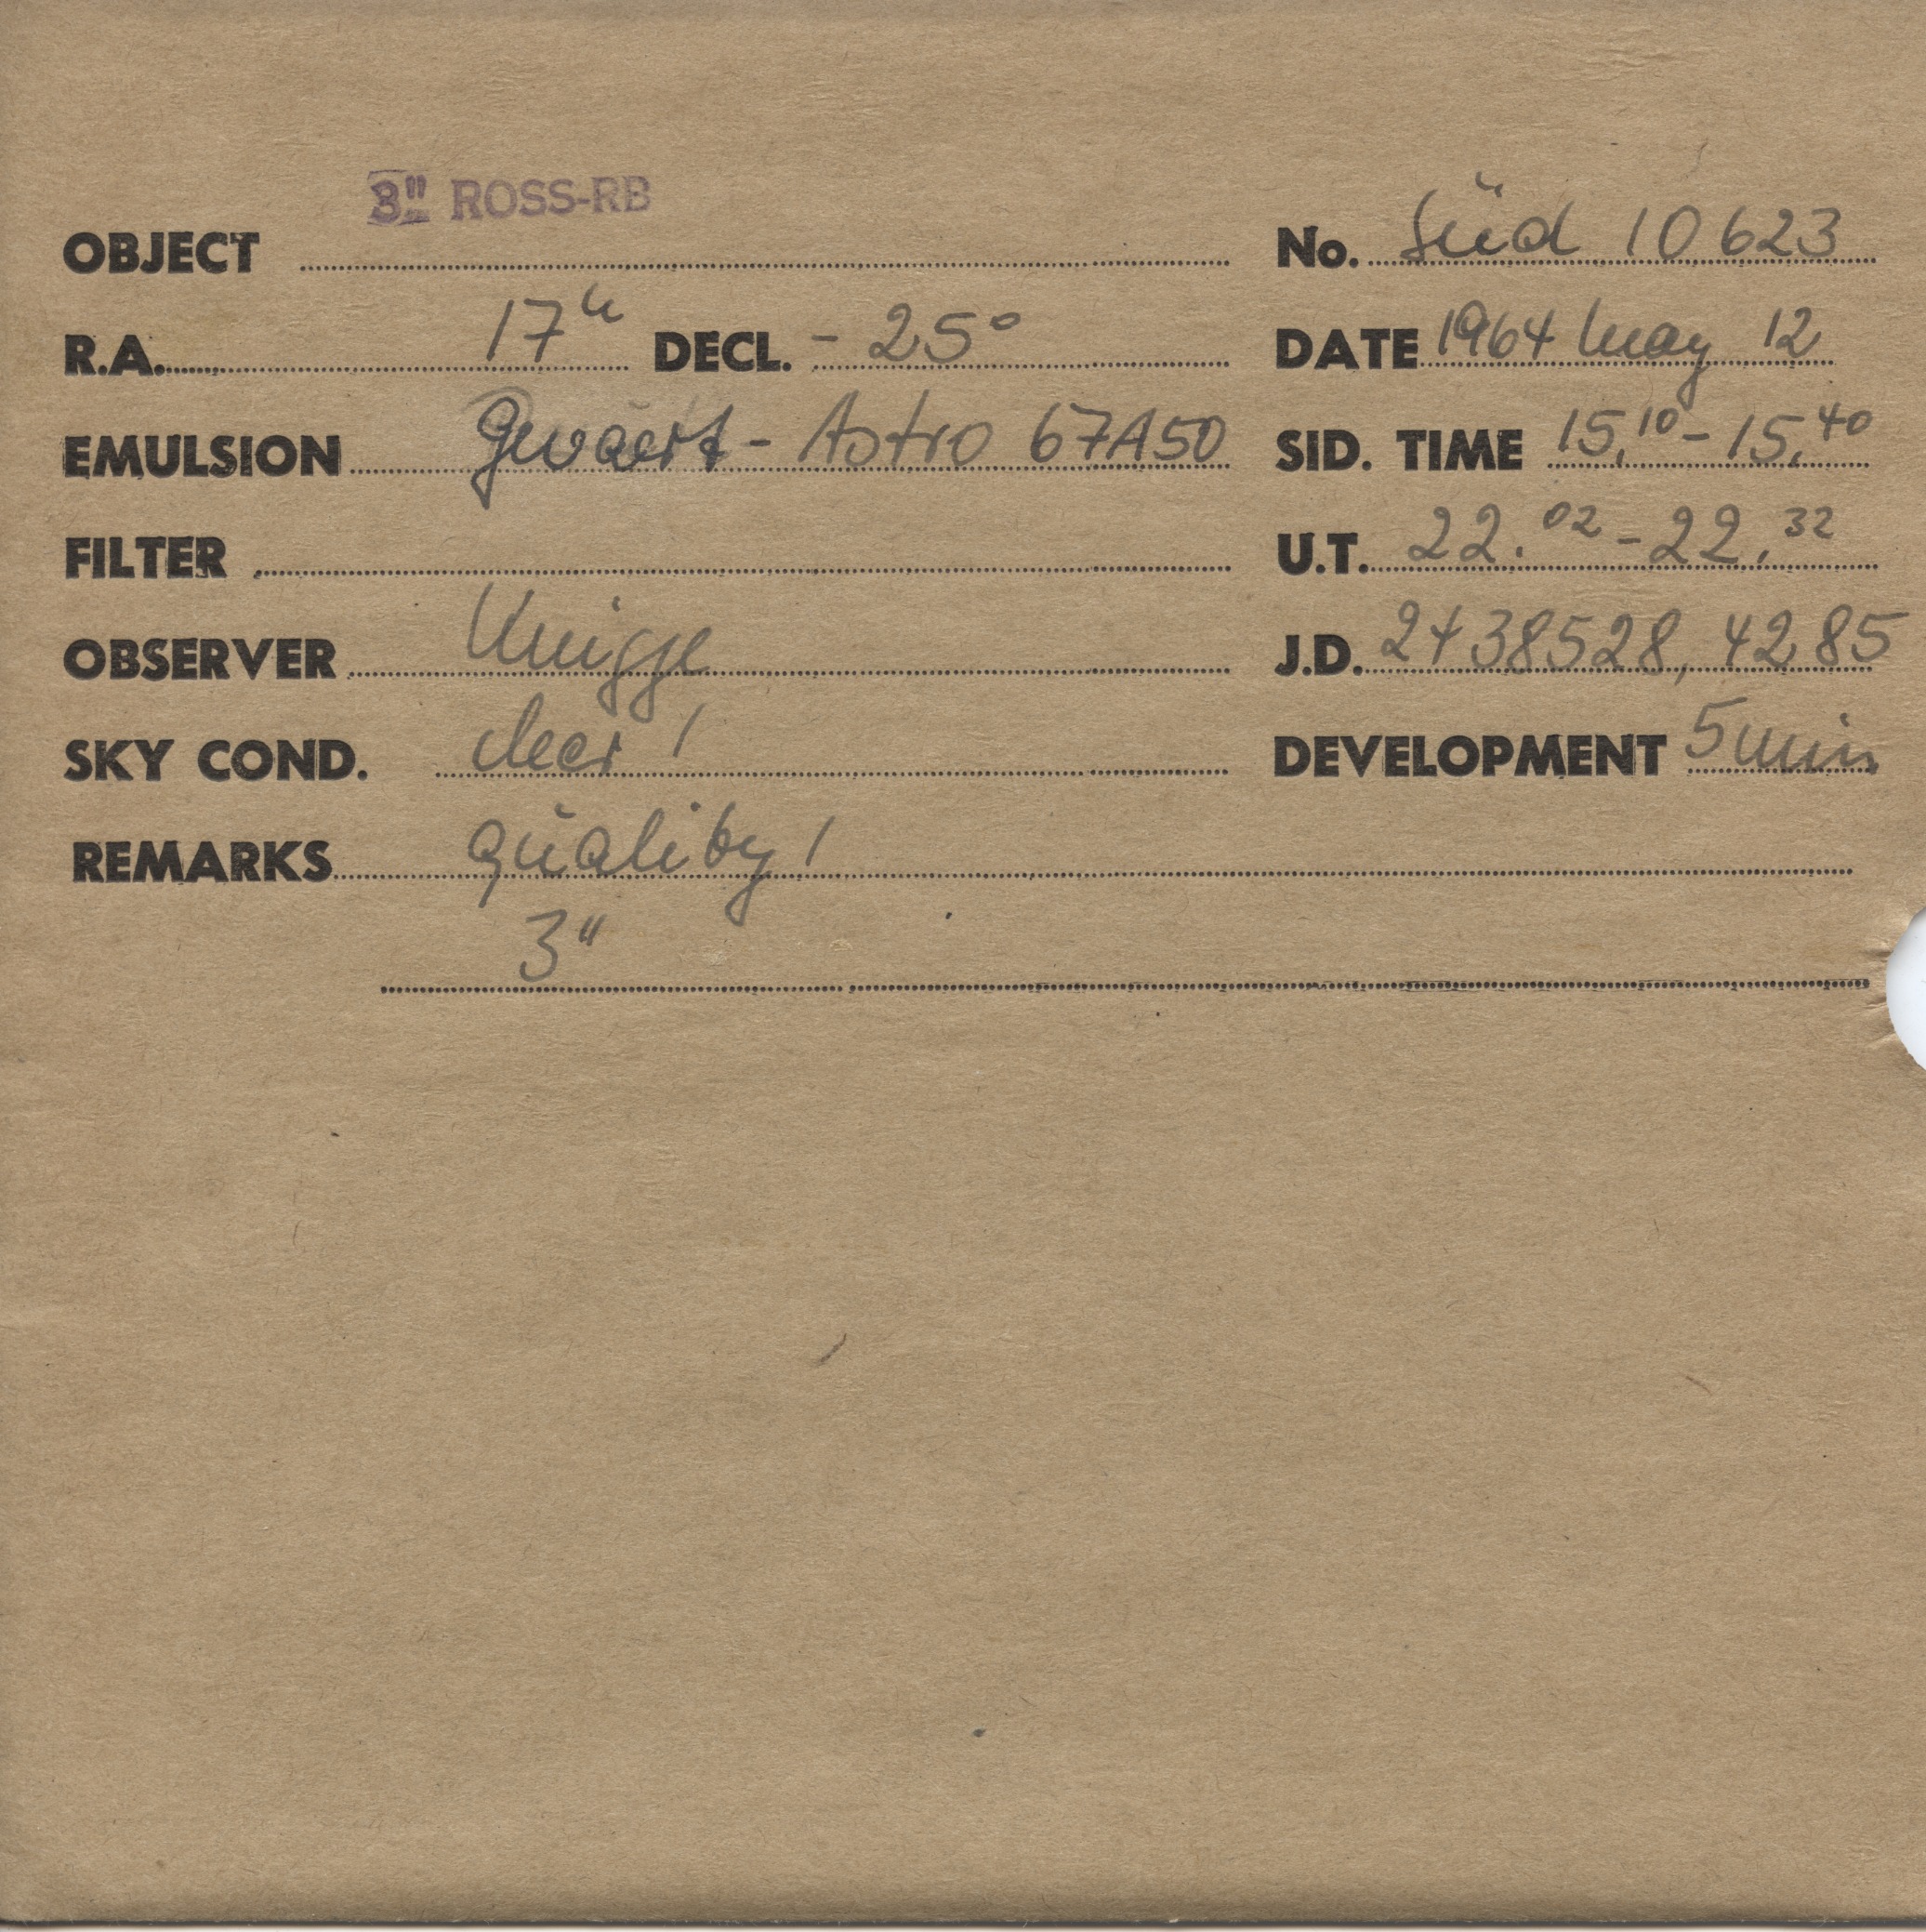 3" ROSS-RB
OBJECT No. Süd 10623
R.A. 17h DECL. - 25° DATE 1964 May 12
EMULSION Gevaert - Astro 67A50 SID. TIME 15,10 - 15,40
FILTER U.T. 22.02 - 22.32
OBSERVER Knigge J.D. 2438528,4285
SKY COND. clear 1 DEVELOPMENT 5 min
REMARKS quality 1
3"